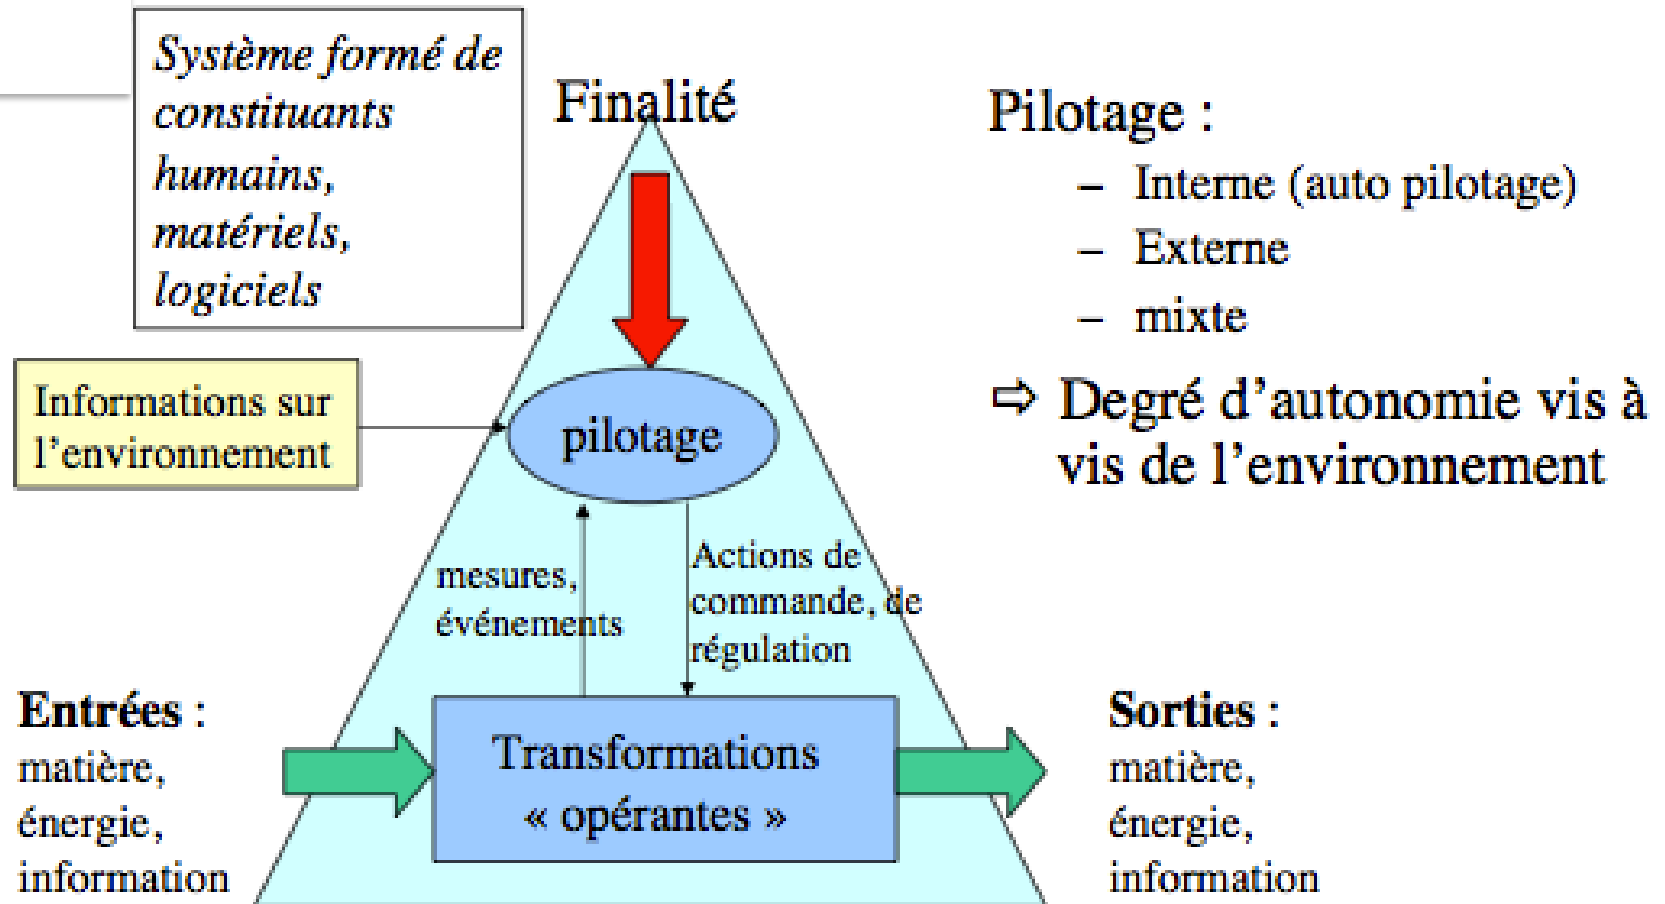 Système formé de
constituants
humains,
matériels,
logiciels
Finalité
Pilotage :
– Interne (auto pilotage)
– Externe
– mixte
⇨ Degré d’autonomie vis à
vis de l’environnement
Informations sur
l’environnement
pilotage
mesures,
événements
Actions de
commande, de
régulation
Entrées :
matière,
énergie,
information
Transformations
« opérantes »
Sorties :
matière,
énergie,
information